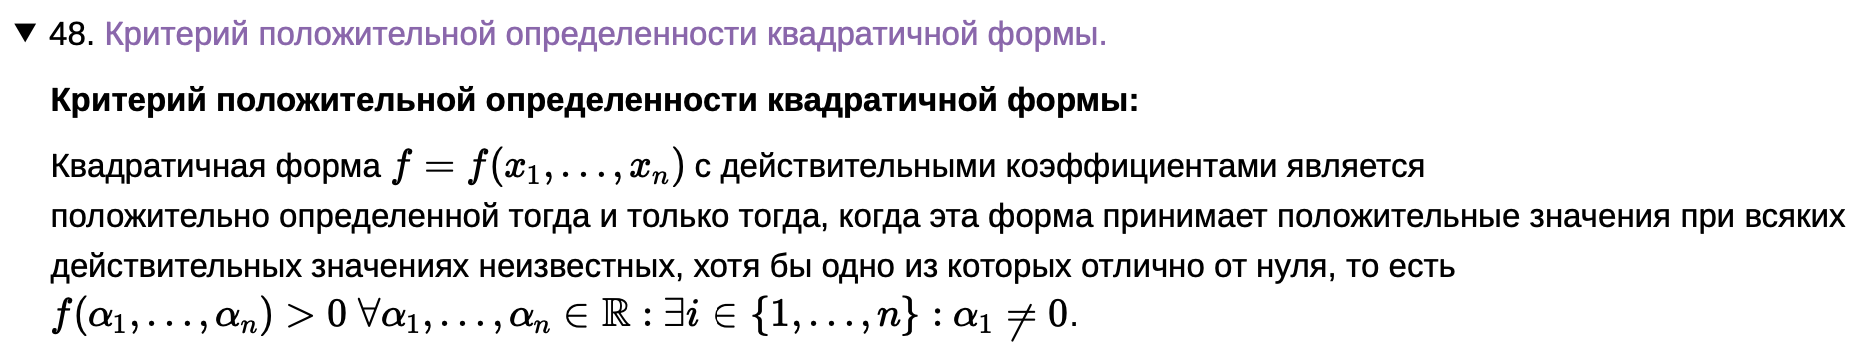 ▼ 48. Критерий положительной определенности квадратичной формы.
Критерий положительной определенности квадратичной формы:
Квадратичная форма f = f(x₁, . . . , xₙ) с действительными коэффициентами является
положительно определенной тогда и только тогда, когда эта форма принимает положительные значения при всяких
действительных значениях неизвестных, хотя бы одно из которых отлично от нуля, то есть
f(α₁, . . . , αₙ) > 0 ∀α₁, . . . , αₙ ∈ ℝ : ∃i ∈ {1, . . . , n} : α₁ ≠ 0.